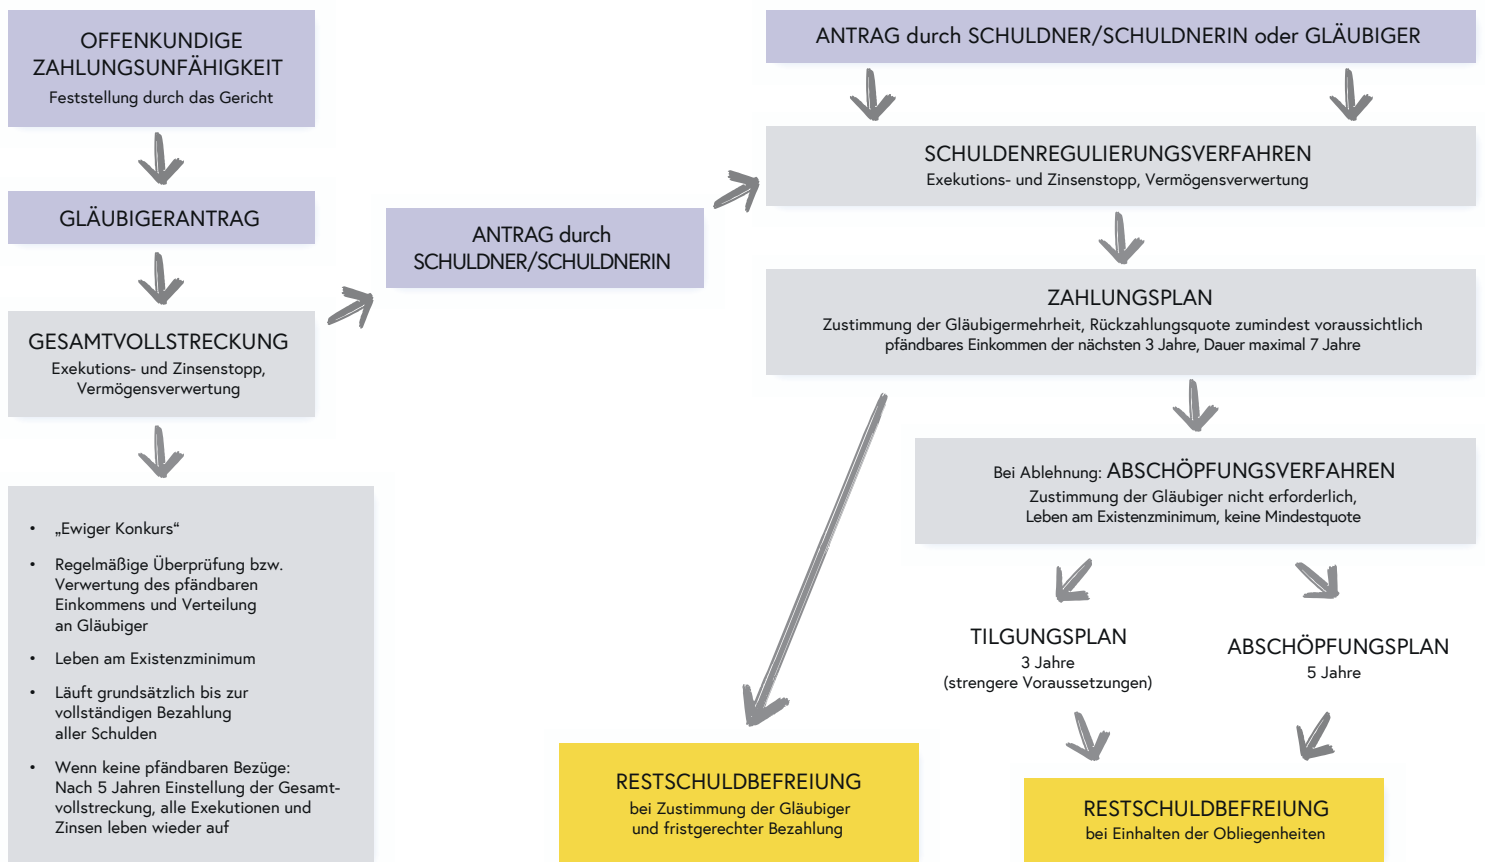 OFFENKUNDIGE
ZAHLUNGSUNFÄHIGKEIT
Feststellung durch das Gericht
GLÄUBIGERANTRAG
GESAMTVOLLSTRECKUNG
Exekutions- und Zinsenstopp,
Vermögensverwertung
• „Ewiger Konkurs“
• Regelmäßige Überprüfung bzw.
Verwertung des pfändbaren
Einkommens und Verteilung
an Gläubiger
• Leben am Existenzminimum
• Läuft grundsätzlich bis zur
vollständigen Bezahlung
aller Schulden
• Wenn keine pfändbaren Bezüge:
Nach 5 Jahren Einstellung der Gesamt-
vollstreckung, alle Exekutionen und
Zinsen leben wieder auf
ANTRAG durch
SCHULDNER/SCHULDNERIN
ANTRAG durch SCHULDNER/SCHULDNERIN oder GLÄUBIGER
SCHULDENREGULIERUNGSVERFAHREN
Exekutions- und Zinsenstopp, Vermögensverwertung
ZAHLUNGSPLAN
Zustimmung der Gläubigermehrheit, Rückzahlungsquote zumindest voraussichtlich
pfändbares Einkommen der nächsten 3 Jahre, Dauer maximal 7 Jahre
Bei Ablehnung: ABSCHÖPFUNGSVERFAHREN
Zustimmung der Gläubiger nicht erforderlich,
Leben am Existenzminimum, keine Mindestquote
TILGUNGSPLAN
3 Jahre
(strengere Voraussetzungen)
ABSCHÖPFUNGSPLAN
5 Jahre
RESTSCHULDBEFREIUNG
bei Zustimmung der Gläubiger
und fristgerechter Bezahlung
RESTSCHULDBEFREIUNG
bei Einhalten der Obliegenheiten